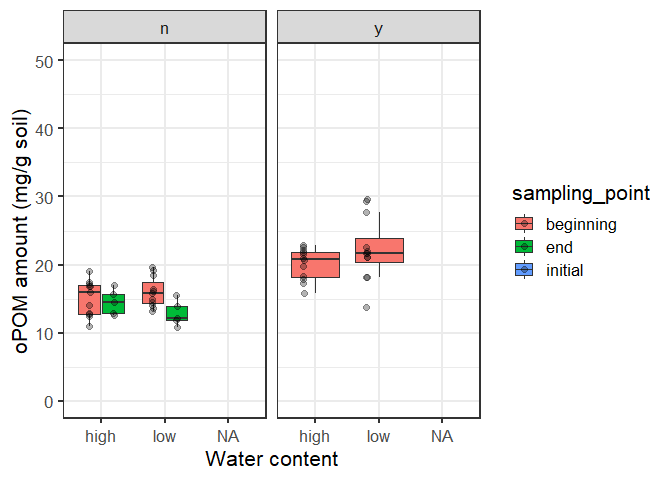 n
y
50
40
30
20
10
0
oPOM amount (mg/g soil)
high
low
NA
high
low
NA
Water content
sampling_point
beginning
end
initial